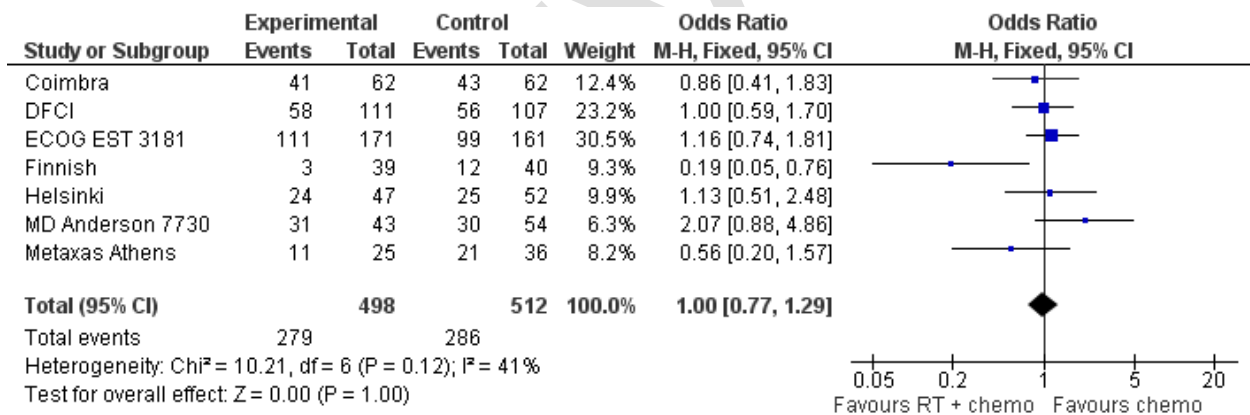 Experimental Control Odds Ratio Odds Ratio
Study or Subgroup Events Total Events Total Weight M-H, Fixed, 95% CI M-H, Fixed, 95% CI
Coimbra 41 62 43 62 12.4% 0.86 [0.41, 1.83]
DFCI 58 111 56 107 23.2% 1.00 [0.59, 1.70]
ECOG EST 3181 111 171 99 161 30.5% 1.16 [0.74, 1.81]
Finnish 3 39 12 40 9.3% 0.19 [0.05, 0.76]
Helsinki 24 47 25 52 9.9% 1.13 [0.51, 2.48]
MD Anderson 7730 31 43 30 54 6.3% 2.07 [0.88, 4.86]
Metaxas Athens 11 25 21 36 8.2% 0.56 [0.20, 1.57]
Total (95% CI) 498 512 100.0% 1.00 [0.77, 1.29]
Total events 279 286
Heterogeneity: Chi² = 10.21, df = 6 (P = 0.12); I² = 41%
Test for overall effect: Z = 0.00 (P = 1.00)
0.05 0.2 1 5 20
Favours RT + chemo Favours chemo